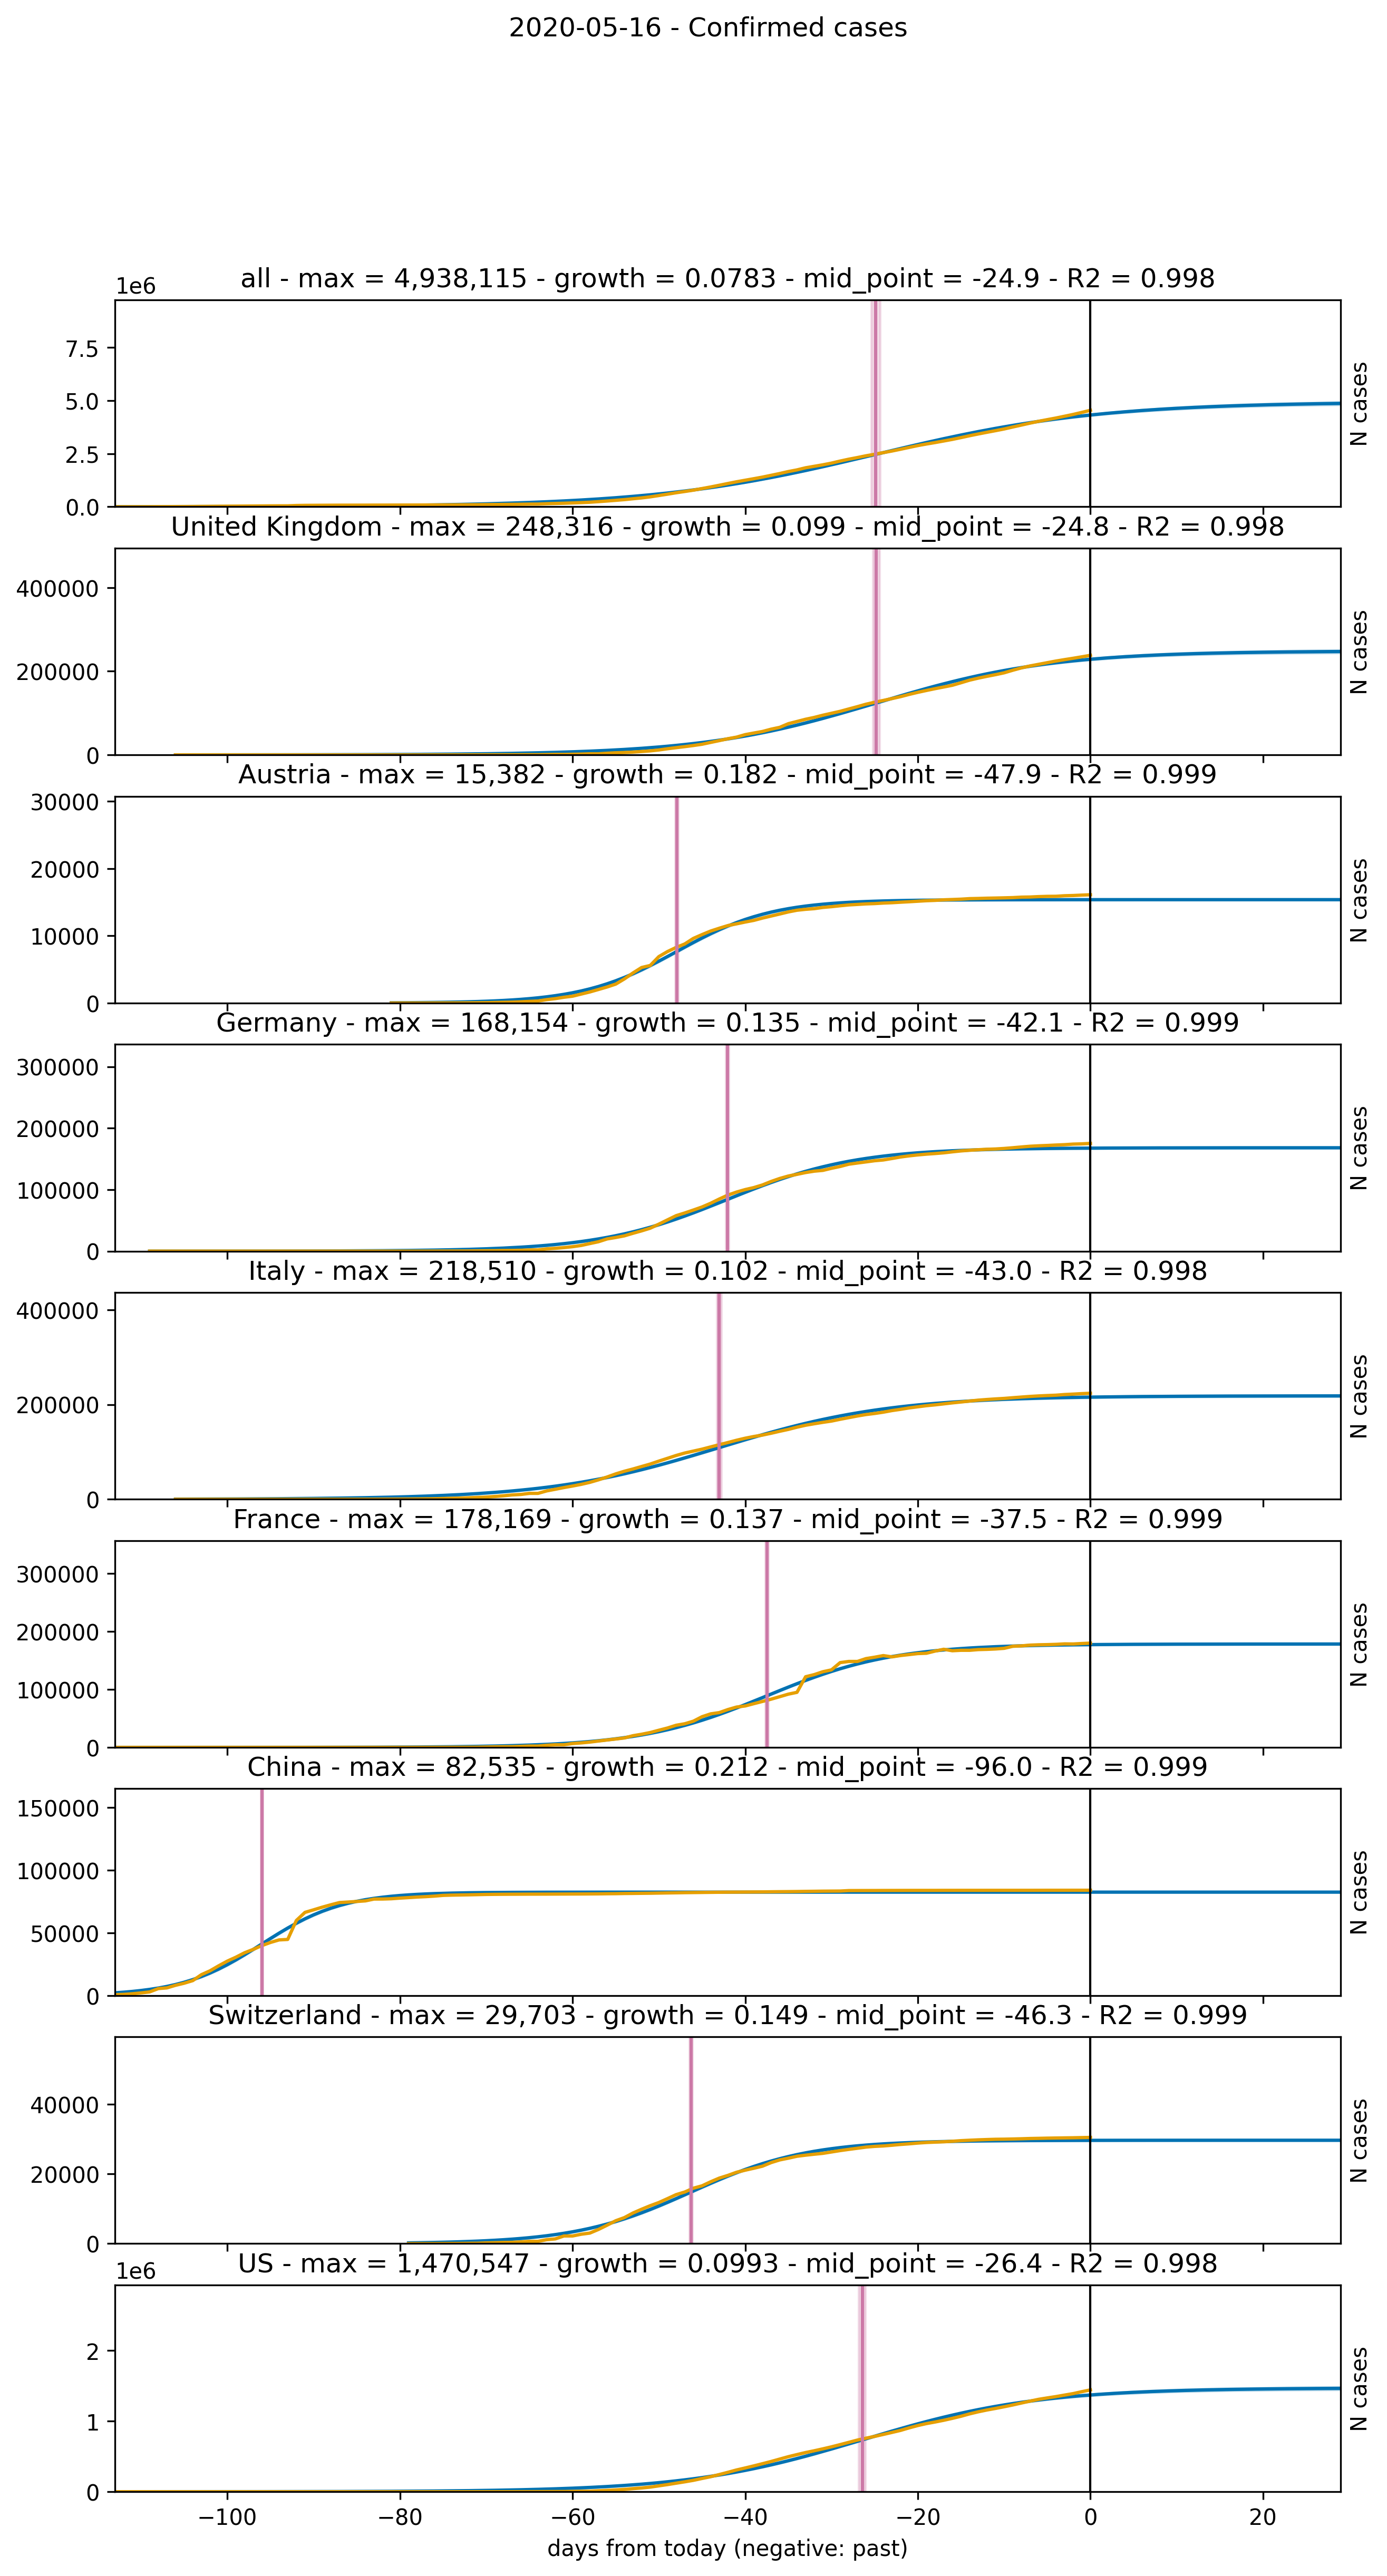 2020-05-16 - Confirmed cases
all - max = 4,938,115 - growth = 0.0783 - mid_point = -24.9 - R2 = 0.998
1e6
7.5
5.0
2.5
0.0
N cases
United Kingdom - max = 248,316 - growth = 0.099 - mid_point = -24.8 - R2 = 0.998
400000
200000
0
N cases
Austria - max = 15,382 - growth = 0.182 - mid_point = -47.9 - R2 = 0.999
30000
20000
10000
0
N cases
Germany - max = 168,154 - growth = 0.135 - mid_point = -42.1 - R2 = 0.999
300000
200000
100000
0
N cases
Italy - max = 218,510 - growth = 0.102 - mid_point = -43.0 - R2 = 0.998
400000
200000
0
N cases
France - max = 178,169 - growth = 0.137 - mid_point = -37.5 - R2 = 0.999
300000
200000
100000
0
N cases
China - max = 82,535 - growth = 0.212 - mid_point = -96.0 - R2 = 0.999
150000
100000
50000
0
N cases
Switzerland - max = 29,703 - growth = 0.149 - mid_point = -46.3 - R2 = 0.999
40000
20000
0
N cases
US - max = 1,470,547 - growth = 0.0993 - mid_point = -26.4 - R2 = 0.998
1e6
2
1
0
N cases
−100 −80 −60 −40 −20 0 20
days from today (negative: past)